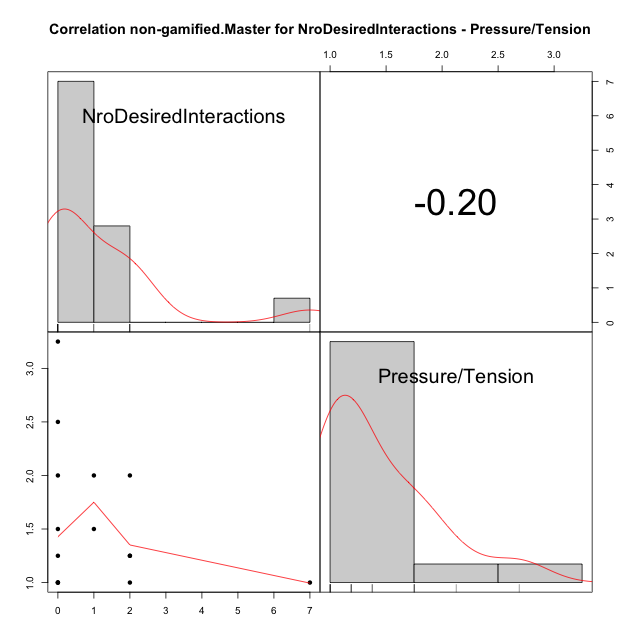 Correlation non-gamified.Master for NroDesiredInteractions - Pressure/Tension
1.0 1.5 2.0 2.5 3.0
NroDesiredInteractions
-0.20
7
6
5
4
3
2
1
0
Pressure/Tension
3.0
2.5
2.0
1.5
1.0
0 1 2 3 4 5 6 7